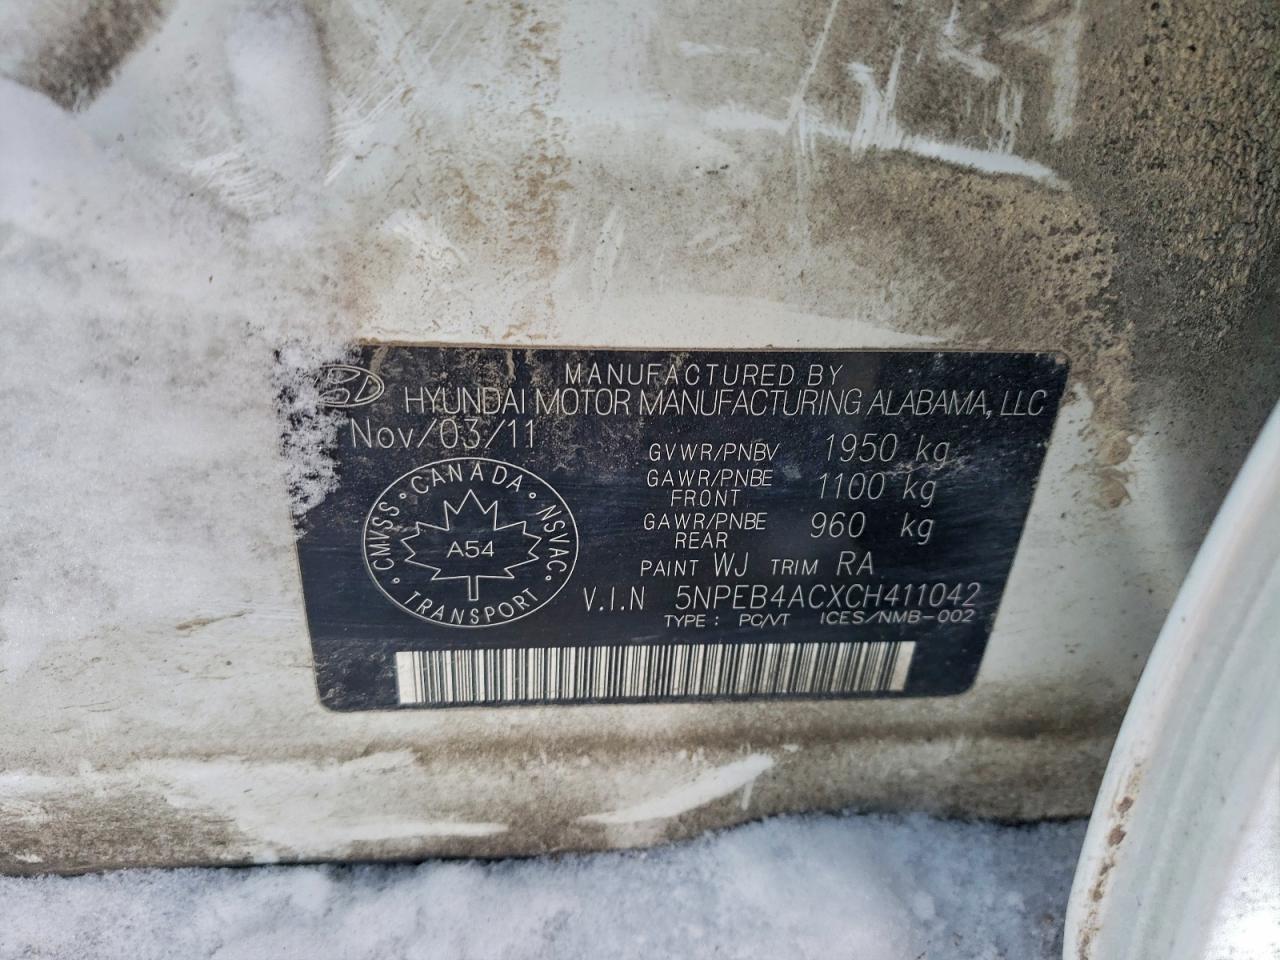 MANUFACTURED BY
HYUNDAI MOTOR MANUFACTURING ALABAMA, LLC
Nov/03/11
GVWR/PNBV 1950 kg
GAWR/PNBE FRONT 1100 kg
GAWR/PNBE REAR 960 kg
PAINT WJ TRIM RA
V.I.N 5NPEB4ACXCH411042
TYPE: PC/VT ICES/NMB-002
CANADA
CMVSS
NSVAC
A54
TRANSPORT